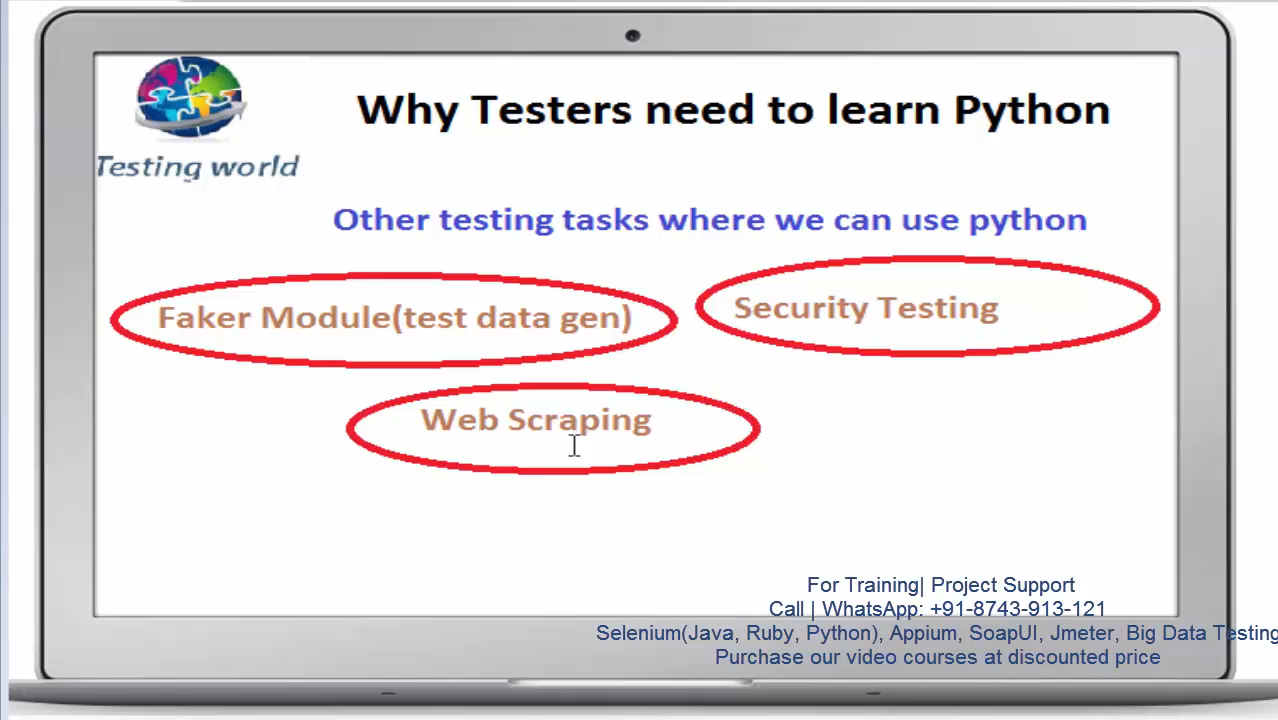 Why Testers need to learn Python
Testing world
Other testing tasks where we can use python
Faker Module(test data gen)
Security Testing
Web Scraping
For Training| Project Support
Call | WhatsApp: +91-8743-913-121
Selenium(Java, Ruby, Python), Appium, SoapUI, Jmeter, Big Data Testing
Purchase our video courses at discounted price